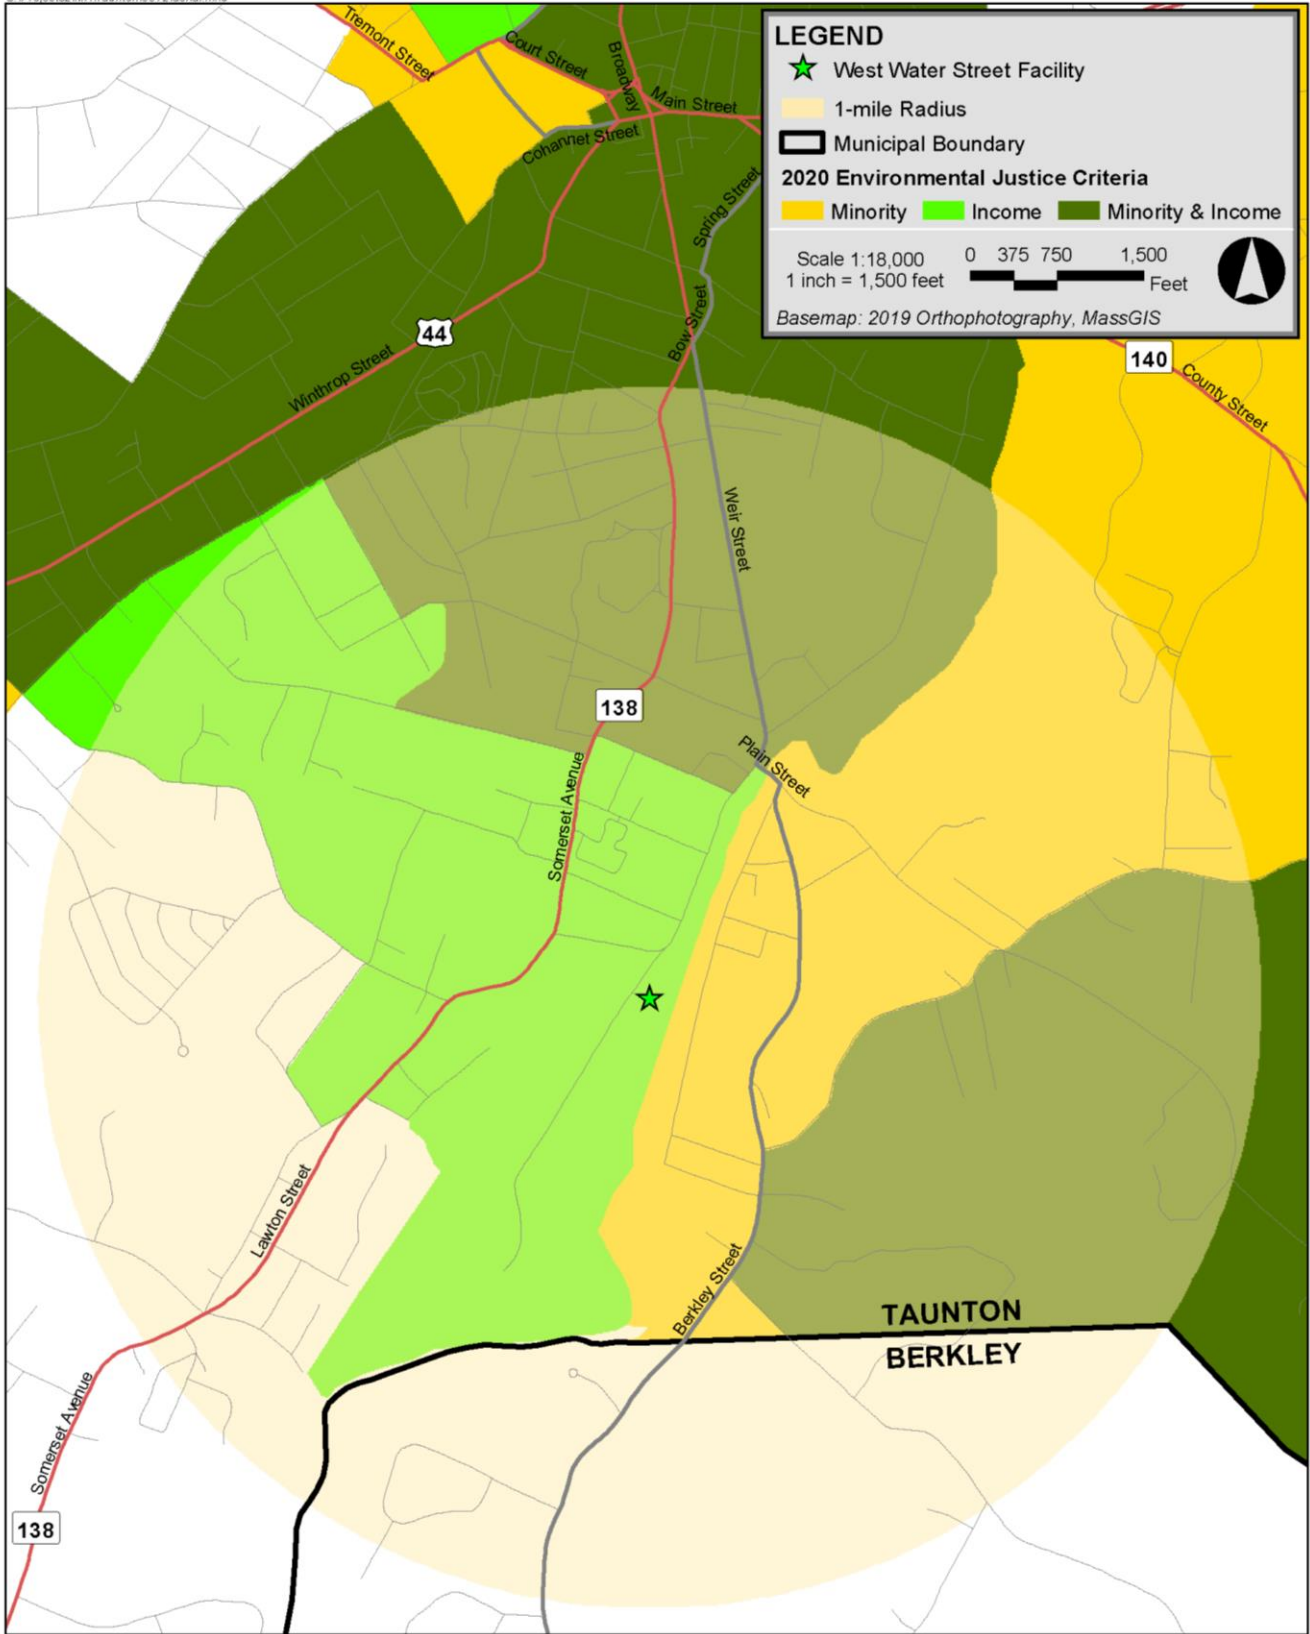 Tremont Street
Court Street
Broadway
Main Street
Cohannet Street
Spring Street
LEGEND
West Water Street Facility
1-mile Radius
Municipal Boundary
2020 Environmental Justice Criteria
Minority
Income
Minority & Income
Scale 1:18,000
1 inch = 1,500 feet
0 375 750 1,500
Feet
Basemap: 2019 Orthophotography, MassGIS
44
Winthrop Street
Bow Street
140
County Street
Weir Street
138
Plain Street
Somerset Avenue
Lawton Street
Berkley Street
TAUNTON
BERKLEY
Somerset Avenue
138